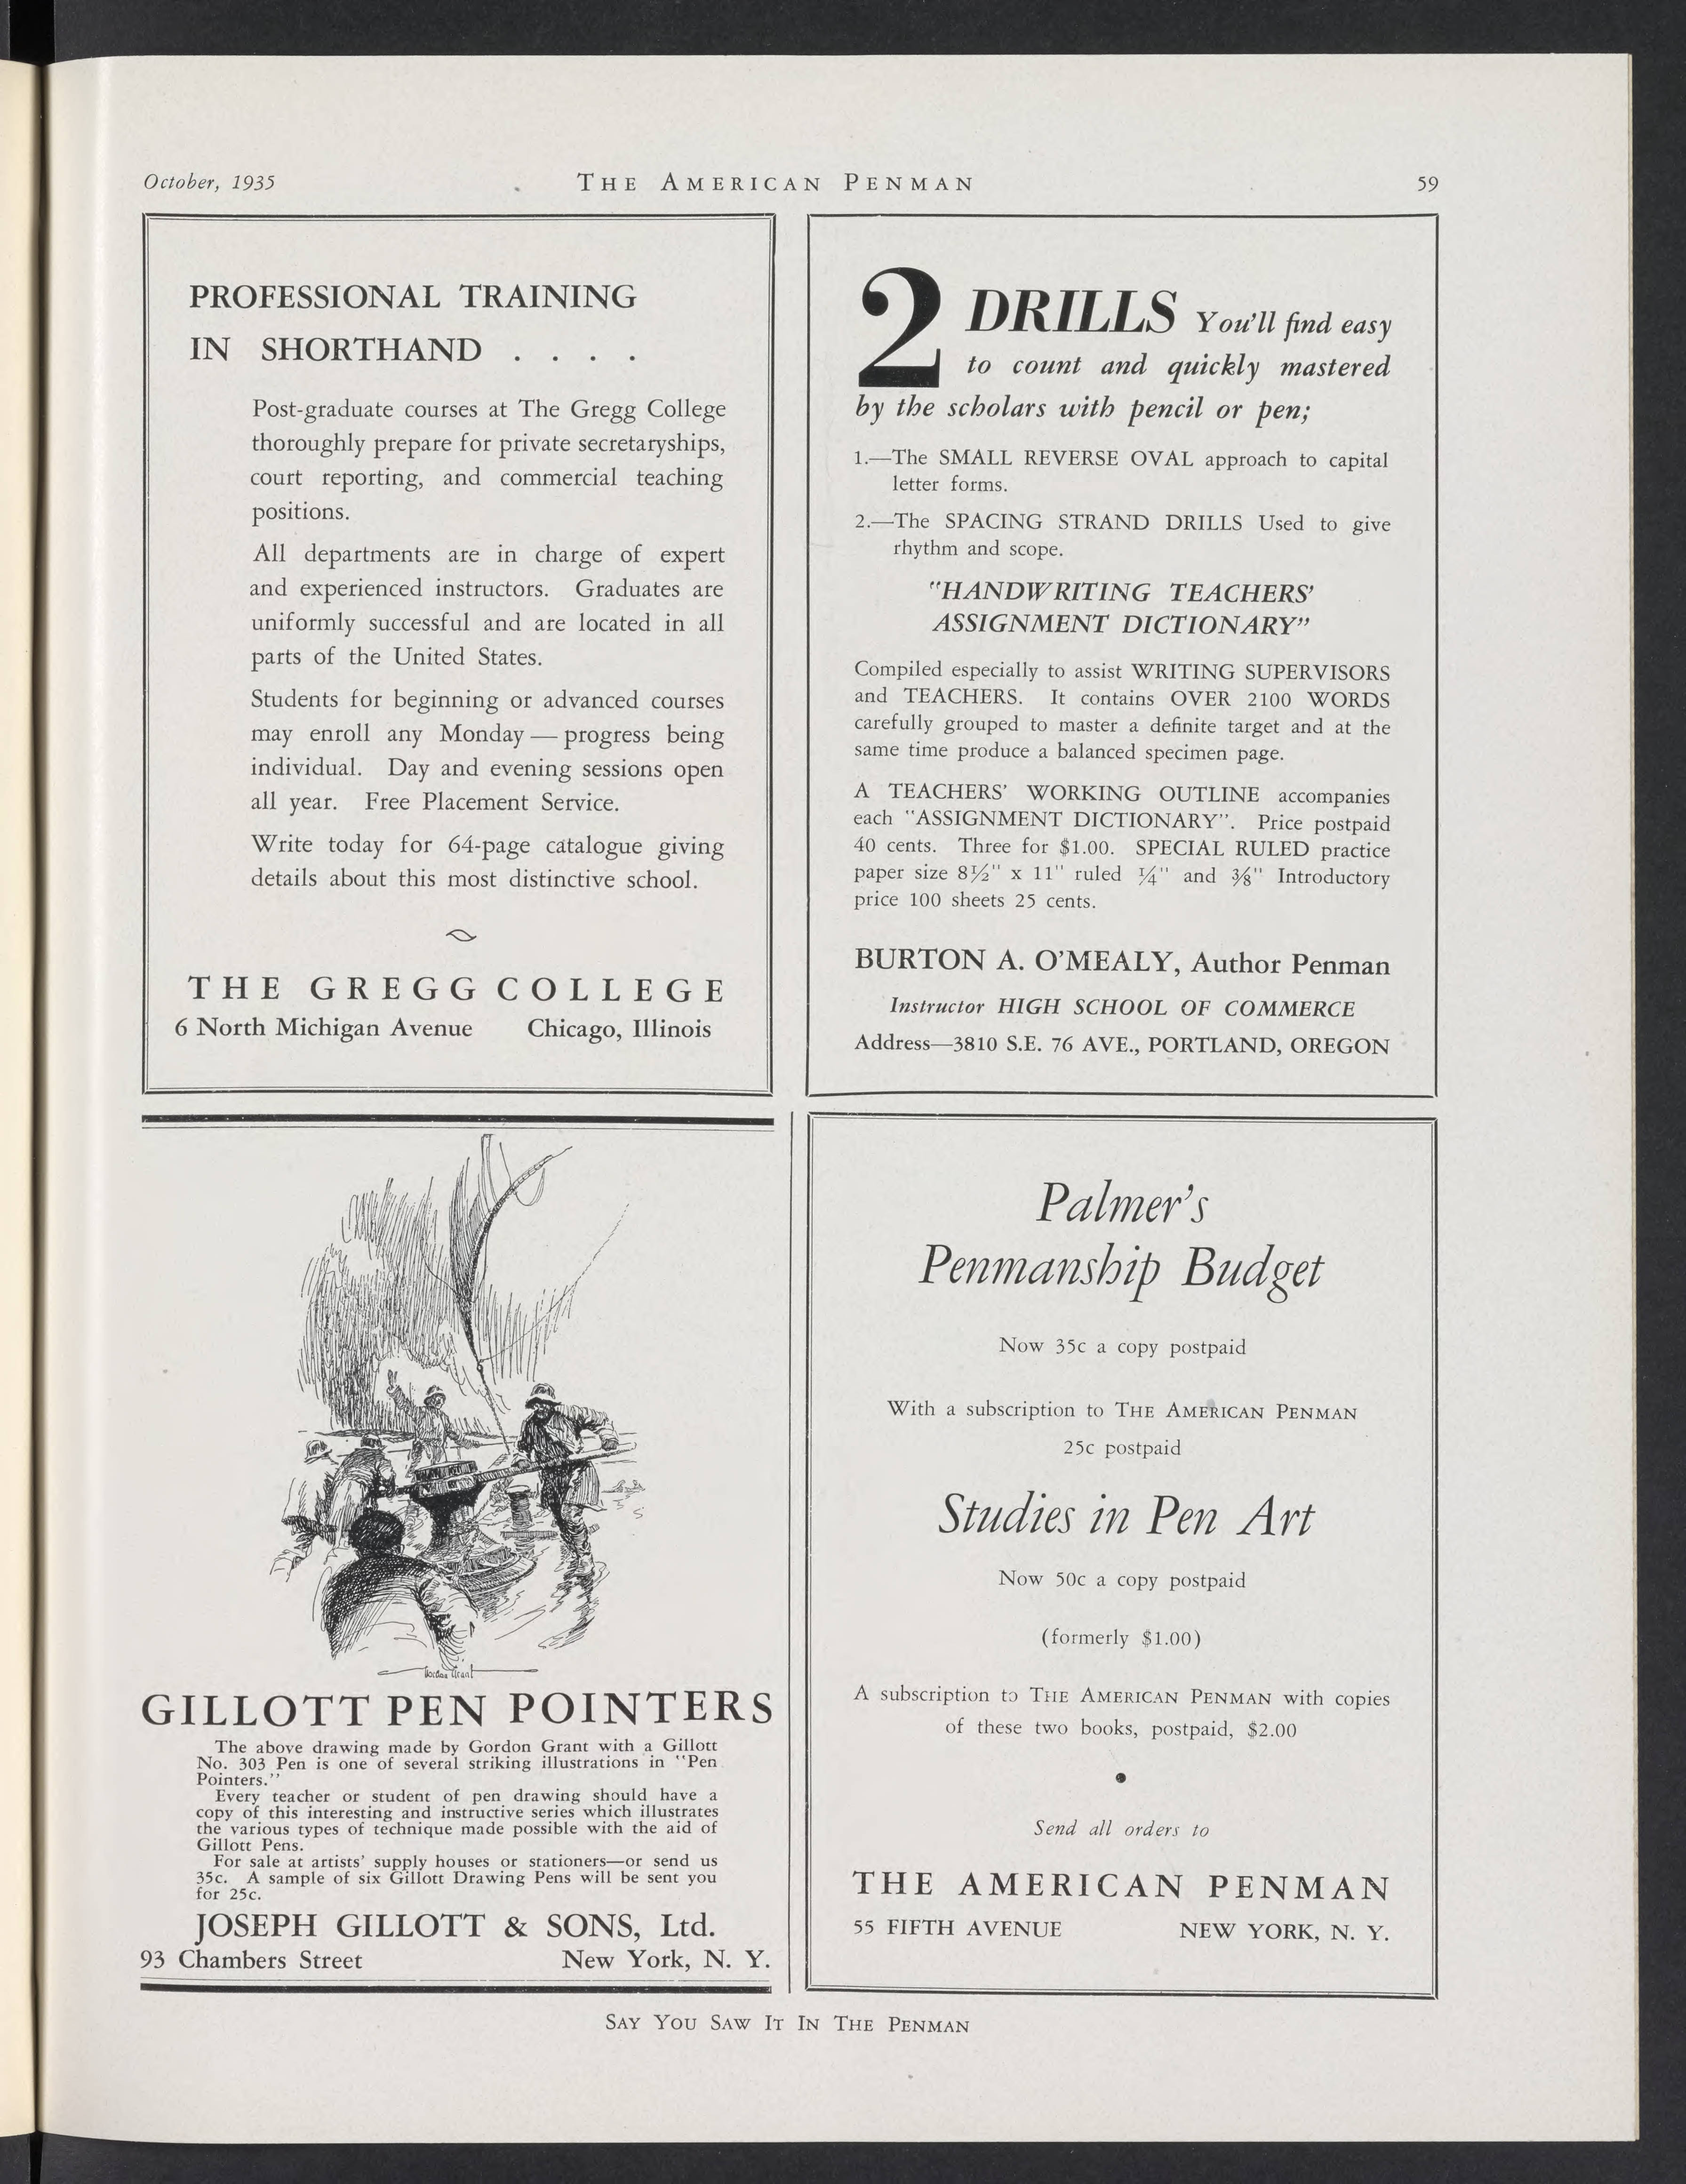 October, 1935
THE AMERICAN PENMAN
59
PROFESSIONAL TRAINING
IN SHORTHAND . . . .
Post-graduate courses at The Gregg College
thoroughly prepare for private secretaryships,
court reporting, and commercial teaching
positions.
All departments are in charge of expert
and experienced instructors. Graduates are
uniformly successful and are located in all
parts of the United States.
Students for beginning or advanced courses
may enroll any Monday — progress being
individual. Day and evening sessions open
all year. Free Placement Service.
Write today for 64-page catalogue giving
details about this most distinctive school.
THE GREGG COLLEGE
6 North Michigan Avenue Chicago, Illinois
2 DRILLS You'll find easy
to count and quickly mastered
by the scholars with pencil or pen;
1.—The SMALL REVERSE OVAL approach to capital
letter forms.
2.—The SPACING STRAND DRILLS Used to give
rhythm and scope.
"HANDWRITING TEACHERS'
ASSIGNMENT DICTIONARY"
Compiled especially to assist WRITING SUPERVISORS
and TEACHERS. It contains OVER 2100 WORDS
carefully grouped to master a definite target and at the
same time produce a balanced specimen page.
A TEACHERS' WORKING OUTLINE accompanies
each "ASSIGNMENT DICTIONARY". Price postpaid
40 cents. Three for $1.00. SPECIAL RULED practice
paper size 8½" x 11" ruled ¼" and ⅜" Introductory
price 100 sheets 25 cents.
BURTON A. O'MEALY, Author Penman
Instructor HIGH SCHOOL OF COMMERCE
Address—3810 S.E. 76 AVE., PORTLAND, OREGON
Gordon Grant
GILLOTT PEN POINTERS
The above drawing made by Gordon Grant with a Gillott
No. 303 Pen is one of several striking illustrations in "Pen
Pointers."
Every teacher or student of pen drawing should have a
copy of this interesting and instructive series which illustrates
the various types of technique made possible with the aid of
Gillott Pens.
For sale at artists' supply houses or stationers—or send us
35c. A sample of six Gillott Drawing Pens will be sent you
for 25c.
JOSEPH GILLOTT & SONS, Ltd.
93 Chambers Street New York, N. Y.
Palmer's
Penmanship Budget
Now 35c a copy postpaid
With a subscription to THE AMERICAN PENMAN
25c postpaid
Studies in Pen Art
Now 50c a copy postpaid
(formerly $1.00)
A subscription to THE AMERICAN PENMAN with copies
of these two books, postpaid, $2.00
Send all orders to
THE AMERICAN PENMAN
55 FIFTH AVENUE NEW YORK, N. Y.
SAY YOU SAW IT IN THE PENMAN